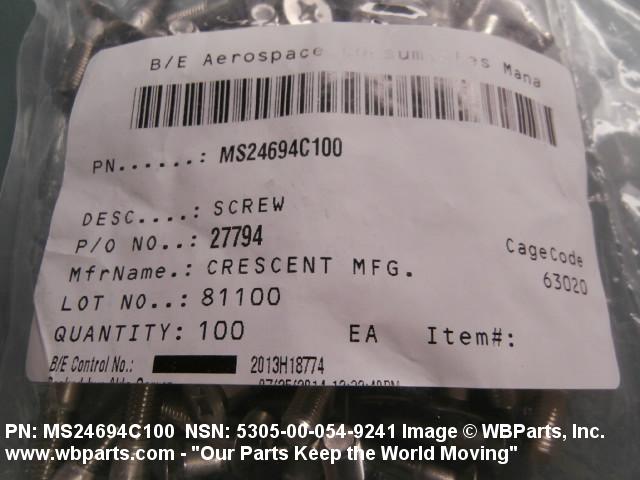 B/E Aerospace Mana
PN......: MS24694C100
DESC....: SCREW
P/O NO..: 27794
CageCode
MfrName.: CRESCENT MFG.
63020
LOT NO..: 81100
QUANTITY: 100 EA Item#:
B/E Control No.: 2013H18774
PN: MS24694C100 NSN: 5305-00-054-9241 Image © WBParts, Inc.
www.wbparts.com - "Our Parts Keep the World Moving"